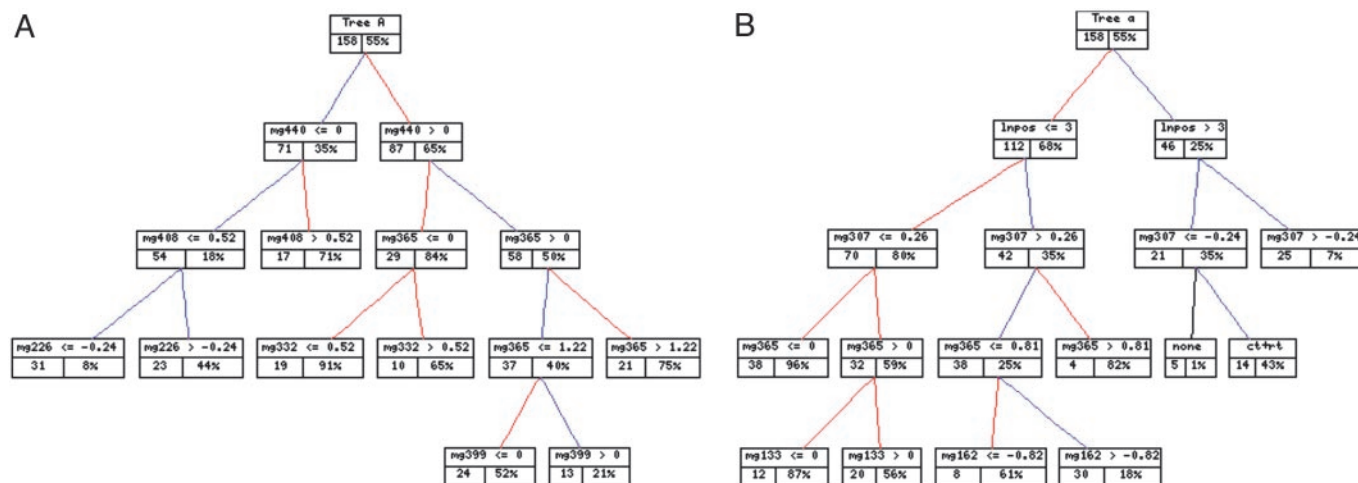 A
Tree A
158 55%
mg440 <= 0
71 35%
mg440 > 0
87 65%
mg408 <= 0.52
54 18%
mg408 > 0.52
17 71%
mg365 <= 0
29 84%
mg365 > 0
58 50%
mg226 <= -0.24
31 8%
mg226 > -0.24
23 44%
mg332 <= 0.52
19 91%
mg332 > 0.52
10 65%
mg365 <= 1.22
37 40%
mg365 > 1.22
21 75%
mg399 <= 0
24 52%
mg399 > 0
13 21%
B
Tree a
158 55%
lnpos <= 3
112 68%
lnpos > 3
46 25%
mg307 <= 0.26
70 80%
mg307 > 0.26
42 35%
mg307 <= -0.24
21 35%
mg307 > -0.24
25 7%
mg365 <= 0
38 96%
mg365 > 0
32 59%
mg365 <= 0.81
38 25%
mg365 > 0.81
4 82%
none
5 1%
ct+rt
14 43%
mg133 <= 0
12 87%
mg133 > 0
20 56%
mg162 <= -0.82
8 61%
mg162 > -0.82
30 18%